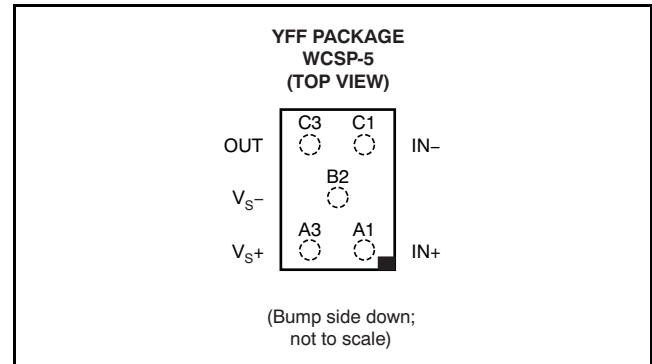 YFF PACKAGE
WCSP-5
(TOP VIEW)
C3 C1
OUT IN−
B2
VS−
A3 A1
VS+ IN+
(Bump side down;
not to scale)